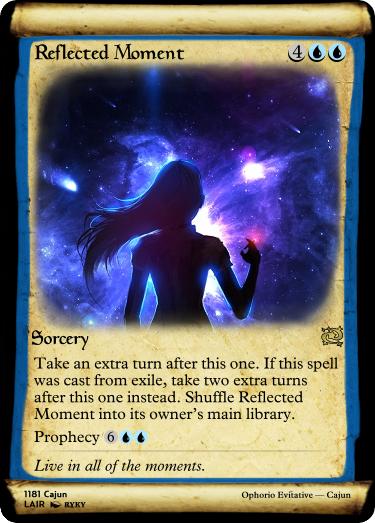 Reflected Moment 4
Sorcery
Take an extra turn after this one. If this spell
was cast from exile, take two extra turns
after this one instead. Shuffle Reflected
Moment into its owner's main library.
Prophecy 6
Live in all of the moments.
1181 Cajun
LAIR RYKY
Ophorio Evitative — Cajun